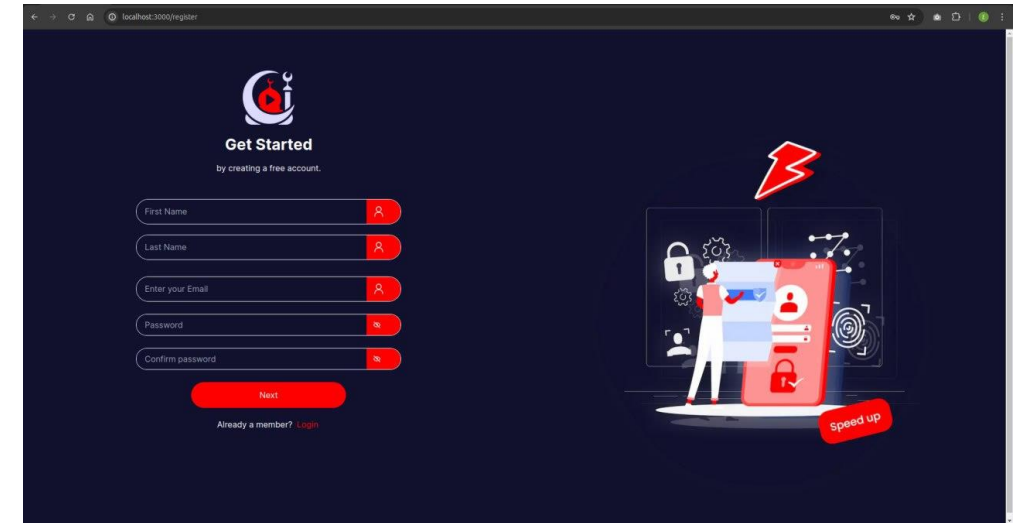 localhost:3000/register
Get Started
by creating a free account.
First Name
Last Name
Enter your Email
Password
Confirm password
Next
Already a member? Login
Speed up